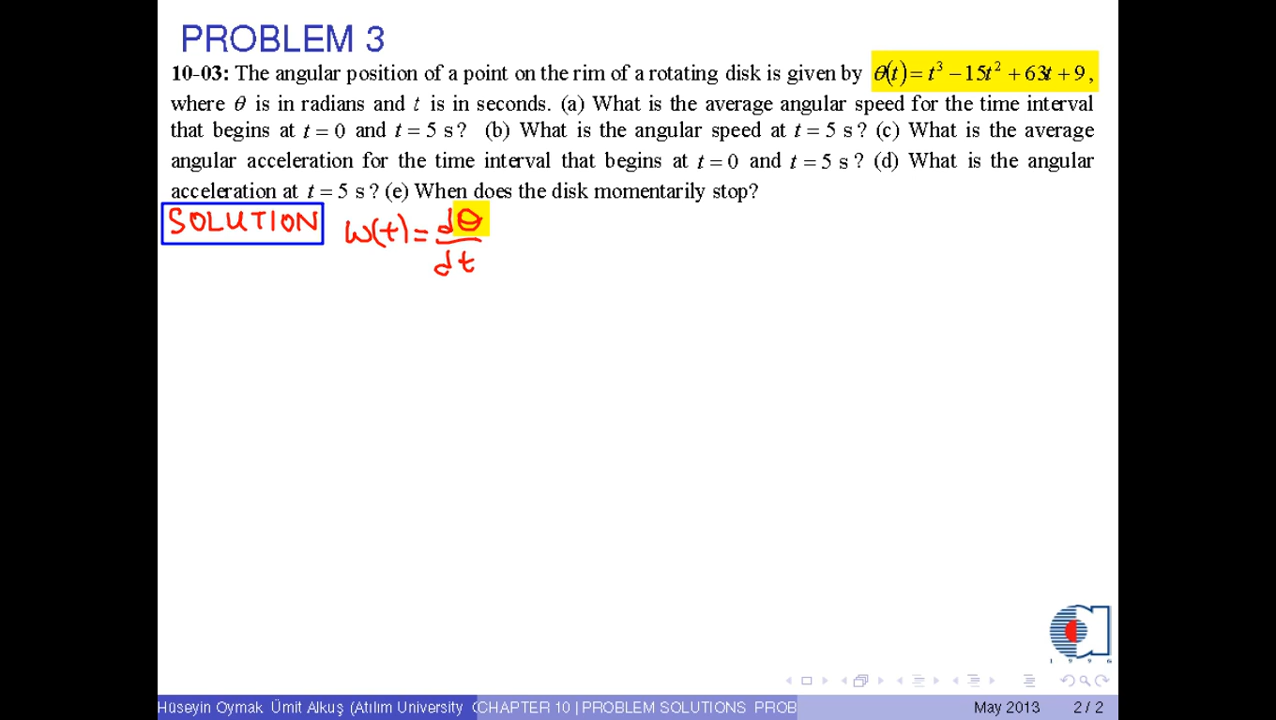 PROBLEM 3
10-03: The angular position of a point on the rim of a rotating disk is given by θ(t) = t³ − 15t² + 63t + 9,
where θ is in radians and t is in seconds. (a) What is the average angular speed for the time interval
that begins at t = 0 and t = 5 s? (b) What is the angular speed at t = 5 s? (c) What is the average
angular acceleration for the time interval that begins at t = 0 and t = 5 s? (d) What is the angular
acceleration at t = 5 s? (e) When does the disk momentarily stop?
SOLUTION ω(t) = dθ/dt
1996
Hüseyin Oymak, Ümit Alkuş (Atılım University CHAPTER 10 | PROBLEM SOLUTIONS PROB May 2013 2 / 2